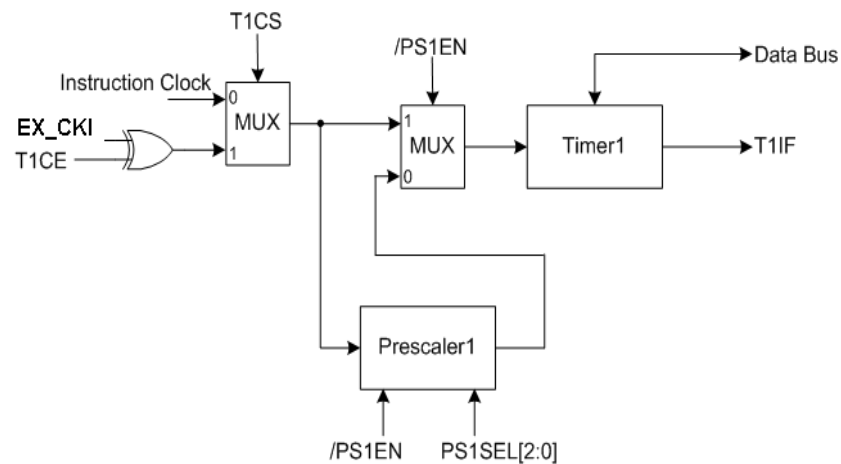 T1CS
/PS1EN
Data Bus
Instruction Clock
0
MUX
1
MUX
Timer1
T1IF
EX_CKI
T1CE
1
0
Prescaler1
/PS1EN
PS1SEL[2:0]